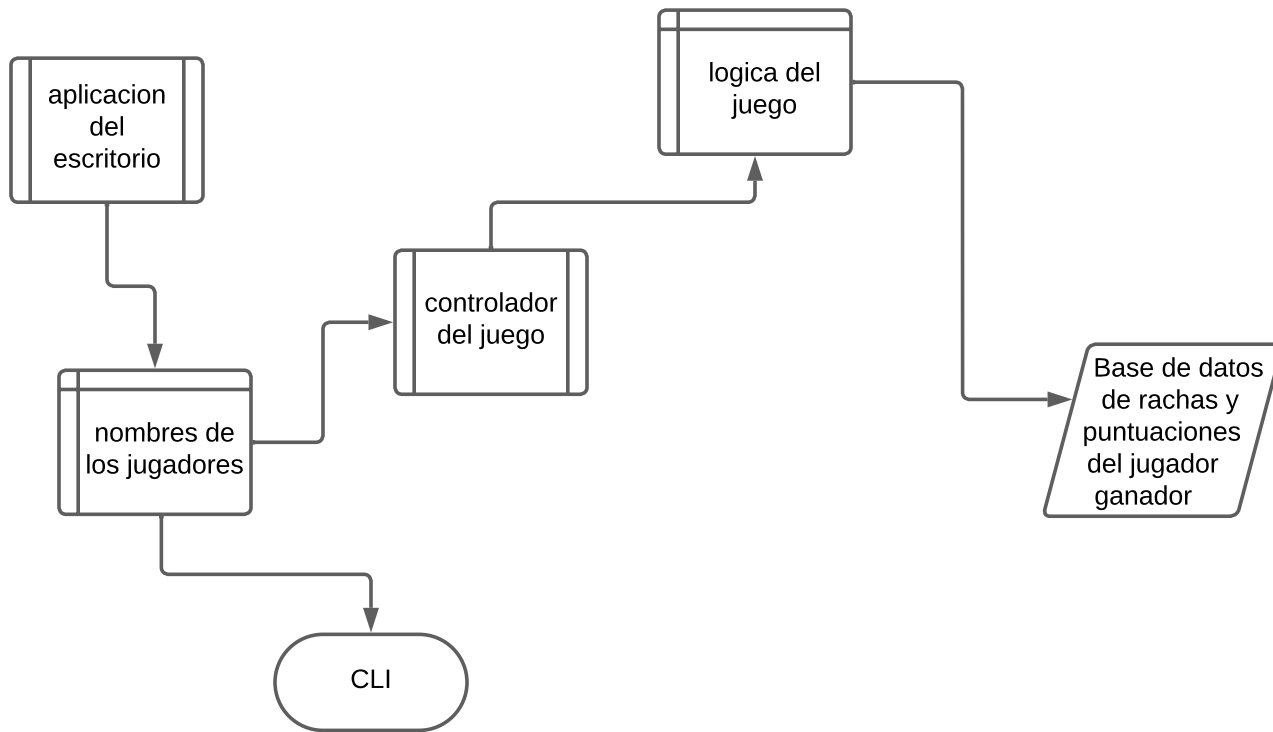 aplicacion
del
escritorio
logica del
juego
controlador
del juego
nombres de
los jugadores
Base de datos
de rachas y
puntuaciones
del jugador
ganador
CLI